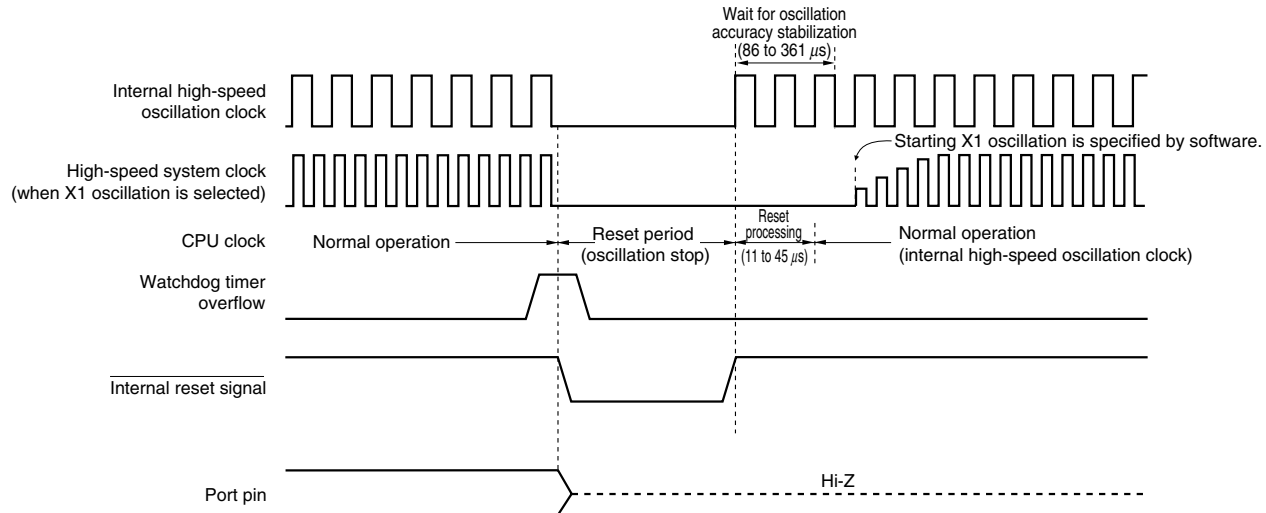 Wait for oscillation
accuracy stabilization
(86 to 361 μs)
Internal high-speed
oscillation clock
Starting X1 oscillation is specified by software.
High-speed system clock
(when X1 oscillation is selected)
CPU clock
Normal operation
Reset period
(oscillation stop)
Reset
processing
(11 to 45 μs)
Normal operation
(internal high-speed oscillation clock)
Watchdog timer
overflow
Internal reset signal
Hi-Z
Port pin